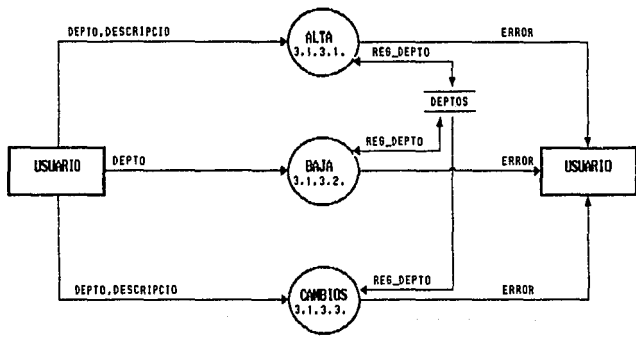 DEPTO,DESCRIPCIO
ALTA
3.1.3.1.
ERROR
REG_DEPTO
DEPTOS
REG_DEPTO
USUARIO
DEPTO
BAJA
3.1.3.2.
ERROR
USUARIO
REG_DEPTO
DEPTO,DESCRIPCIO
CAMBIOS
3.1.3.3.
ERROR